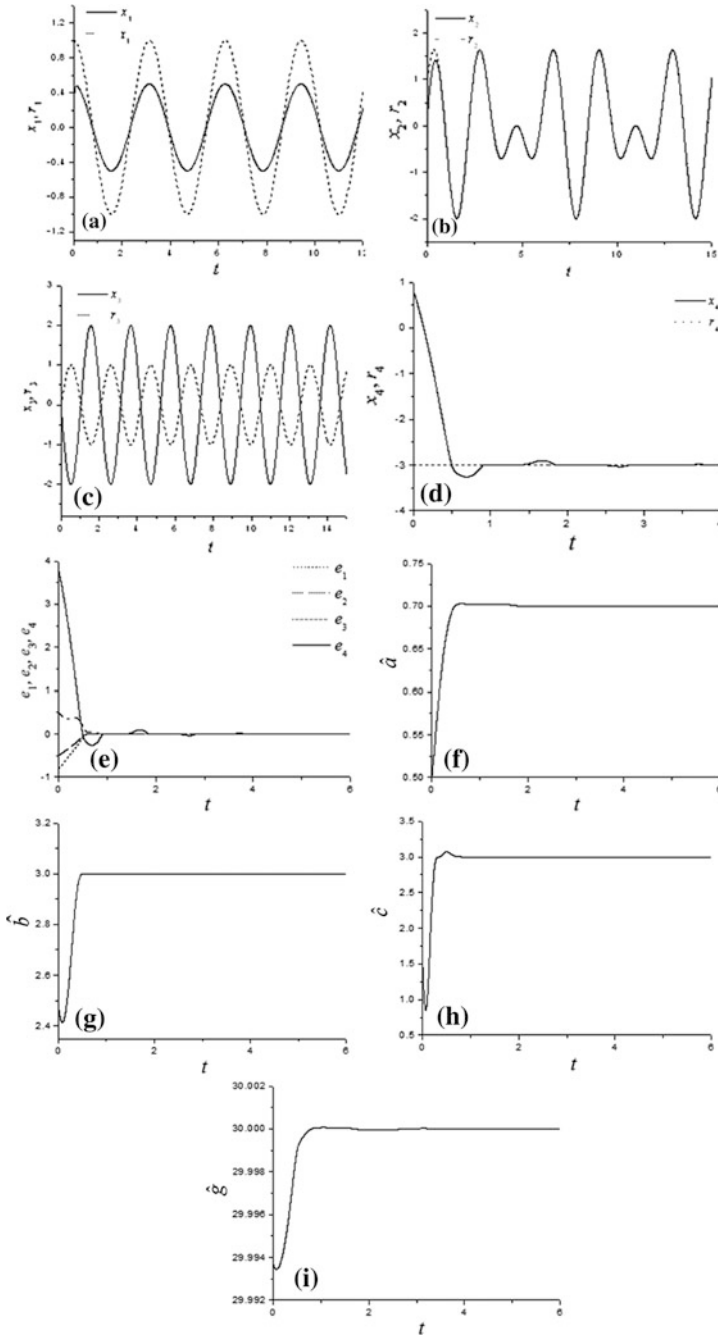 x₁
r₁
1.2
0.8
0.4
0.0
-0.4
-0.8
-1.2
x₁, r₁
(a)
0 2 4 6 8 10 12
t
x₂
r₂
2
1
0
-1
-2
x₂, r₂
(b)
0 5 10 15
t
3
2
1
0
-1
-2
x₃, r₃
(c)
0 2 4 6 8 10 12 14
t
x₄
r₄
1
0
-1
-2
-3
-4
x₄, r₄
(d)
0 1 2 3 4
t
e₁
e₂
e₃
e₄
4
3
2
1
0
-1
e₁, e₂, e₃, e₄
(e)
0 2 4 6
t
0.75
0.70
0.65
0.60
0.55
0.50
â
(f)
0 2 4 6
t
3.2
3.0
2.8
2.6
2.4
b̂
(g)
0 2 4 6
t
3.5
3.0
2.5
2.0
1.5
1.0
0.5
ĉ
(h)
0 2 4 6
t
30.002
30.000
29.998
29.996
29.994
29.992
ĝ
(i)
0 2 4 6
t